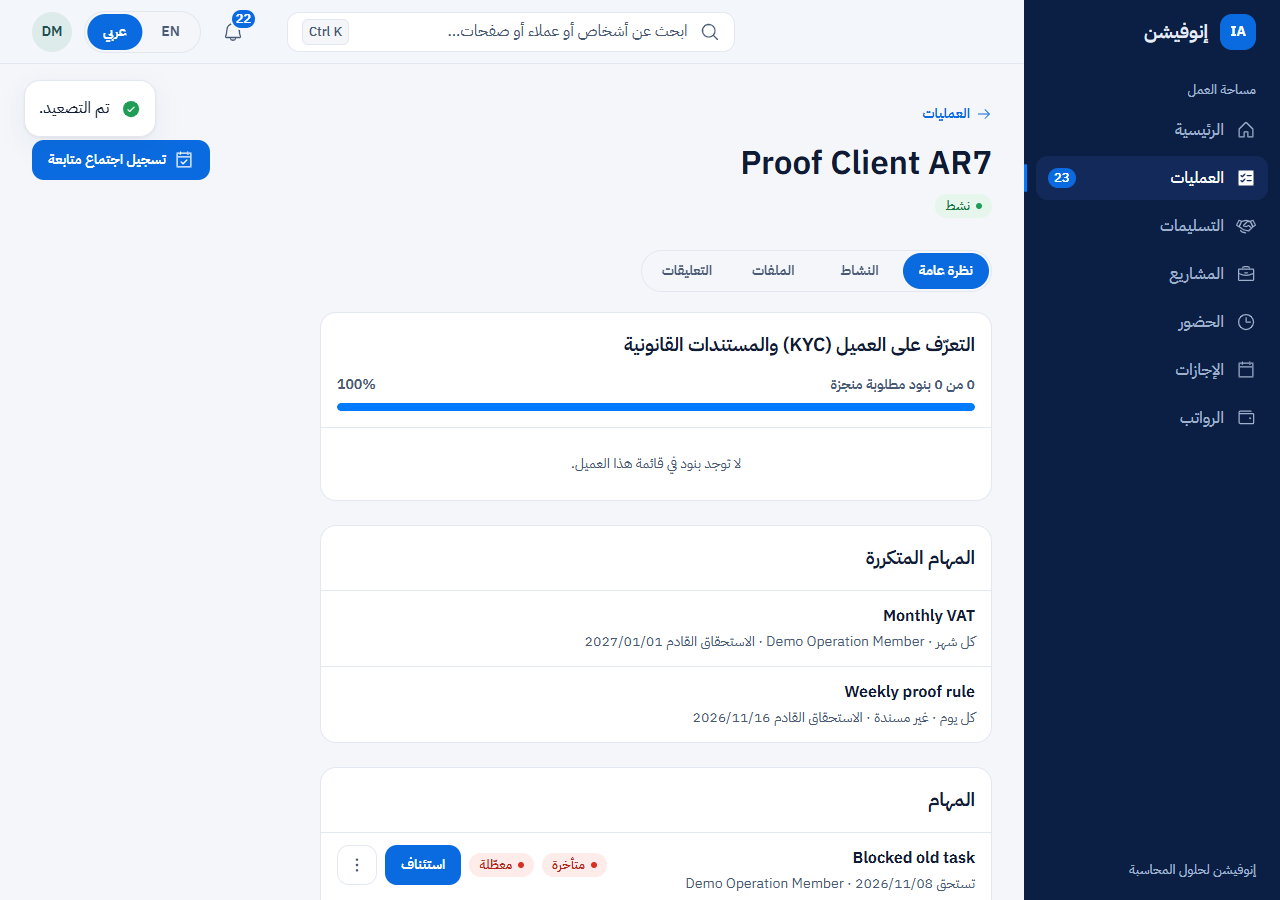 IA إنوفيشن
مساحة العمل
الرئيسية
العمليات 23
التسليمات
المشاريع
الحضور
الإجازات
الرواتب
إنوفيشن لحلول المحاسبة
ابحث عن أشخاص أو عملاء أو صفحات... Ctrl K
22
EN عربي
DM
تم التصعيد.
العمليات
Proof Client AR7
نشط
تسجيل اجتماع متابعة
نظرة عامة النشاط الملفات التعليقات
التعرّف على العميل (KYC) والمستندات القانونية
0 من 0 بنود مطلوبة منجزة 100%
لا توجد بنود في قائمة هذا العميل.
المهام المتكررة
Monthly VAT
كل شهر · Demo Operation Member · الاستحقاق القادم 2027/01/01
Weekly proof rule
كل يوم · غير مسندة · الاستحقاق القادم 2026/11/16
المهام
Blocked old task
تستحق 2026/11/08 · Demo Operation Member
متأخرة معطّلة استئناف